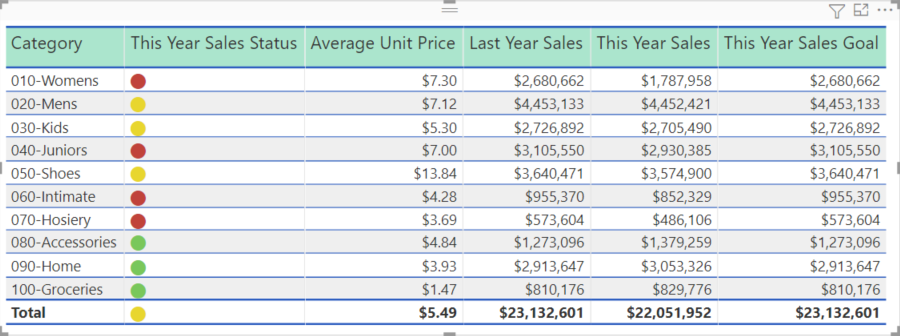 Category This Year Sales Status Average Unit Price Last Year Sales This Year Sales This Year Sales Goal
010-Womens $7.30 $2,680,662 $1,787,958 $2,680,662
020-Mens $7.12 $4,453,133 $4,452,421 $4,453,133
030-Kids $5.30 $2,726,892 $2,705,490 $2,726,892
040-Juniors $7.00 $3,105,550 $2,930,385 $3,105,550
050-Shoes $13.84 $3,640,471 $3,574,900 $3,640,471
060-Intimate $4.28 $955,370 $852,329 $955,370
070-Hosiery $3.69 $573,604 $486,106 $573,604
080-Accessories $4.84 $1,273,096 $1,379,259 $1,273,096
090-Home $3.93 $2,913,647 $3,053,326 $2,913,647
100-Groceries $1.47 $810,176 $829,776 $810,176
Total $5.49 $23,132,601 $22,051,952 $23,132,601